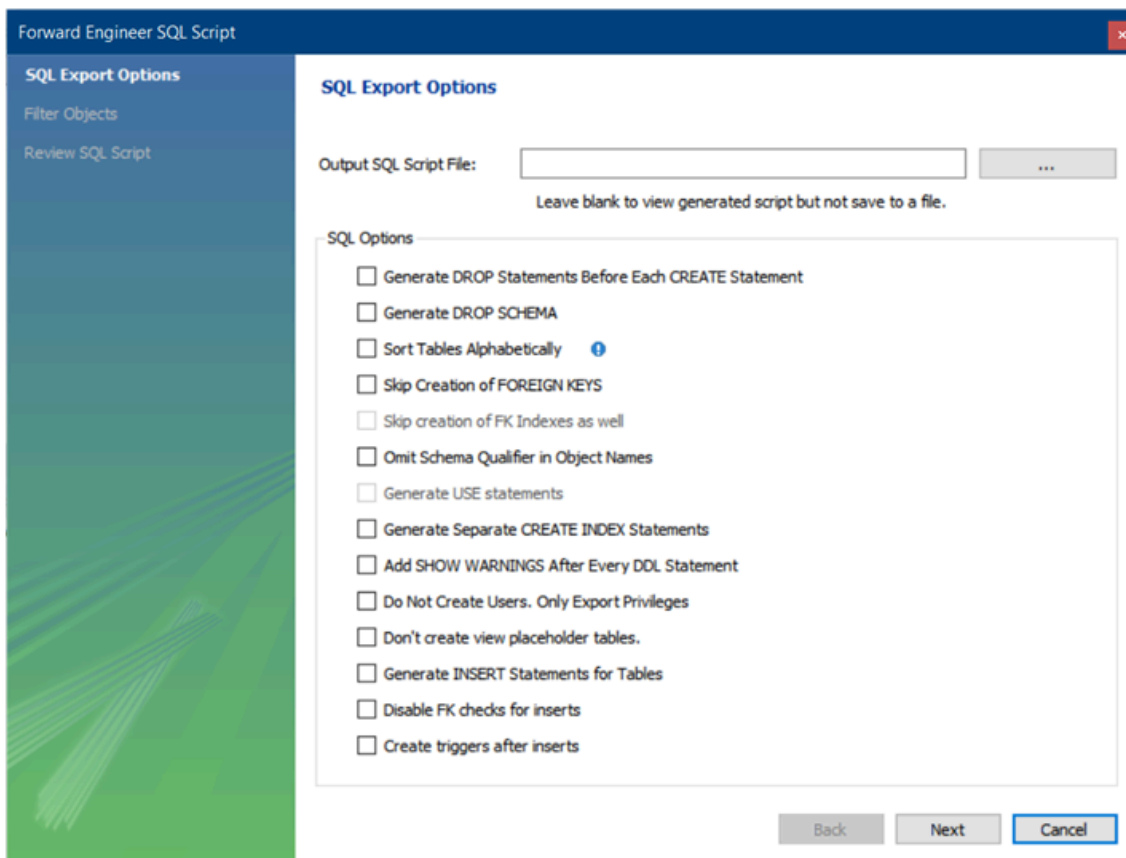 Forward Engineer SQL Script
SQL Export Options
Filter Objects
Review SQL Script
SQL Export Options
Output SQL Script File:
...
Leave blank to view generated script but not save to a file.
SQL Options
Generate DROP Statements Before Each CREATE Statement
Generate DROP SCHEMA
Sort Tables Alphabetically
Skip Creation of FOREIGN KEYS
Skip creation of FK Indexes as well
Omit Schema Qualifier in Object Names
Generate USE statements
Generate Separate CREATE INDEX Statements
Add SHOW WARNINGS After Every DDL Statement
Do Not Create Users. Only Export Privileges
Don't create view placeholder tables.
Generate INSERT Statements for Tables
Disable FK checks for inserts
Create triggers after inserts
Back Next Cancel